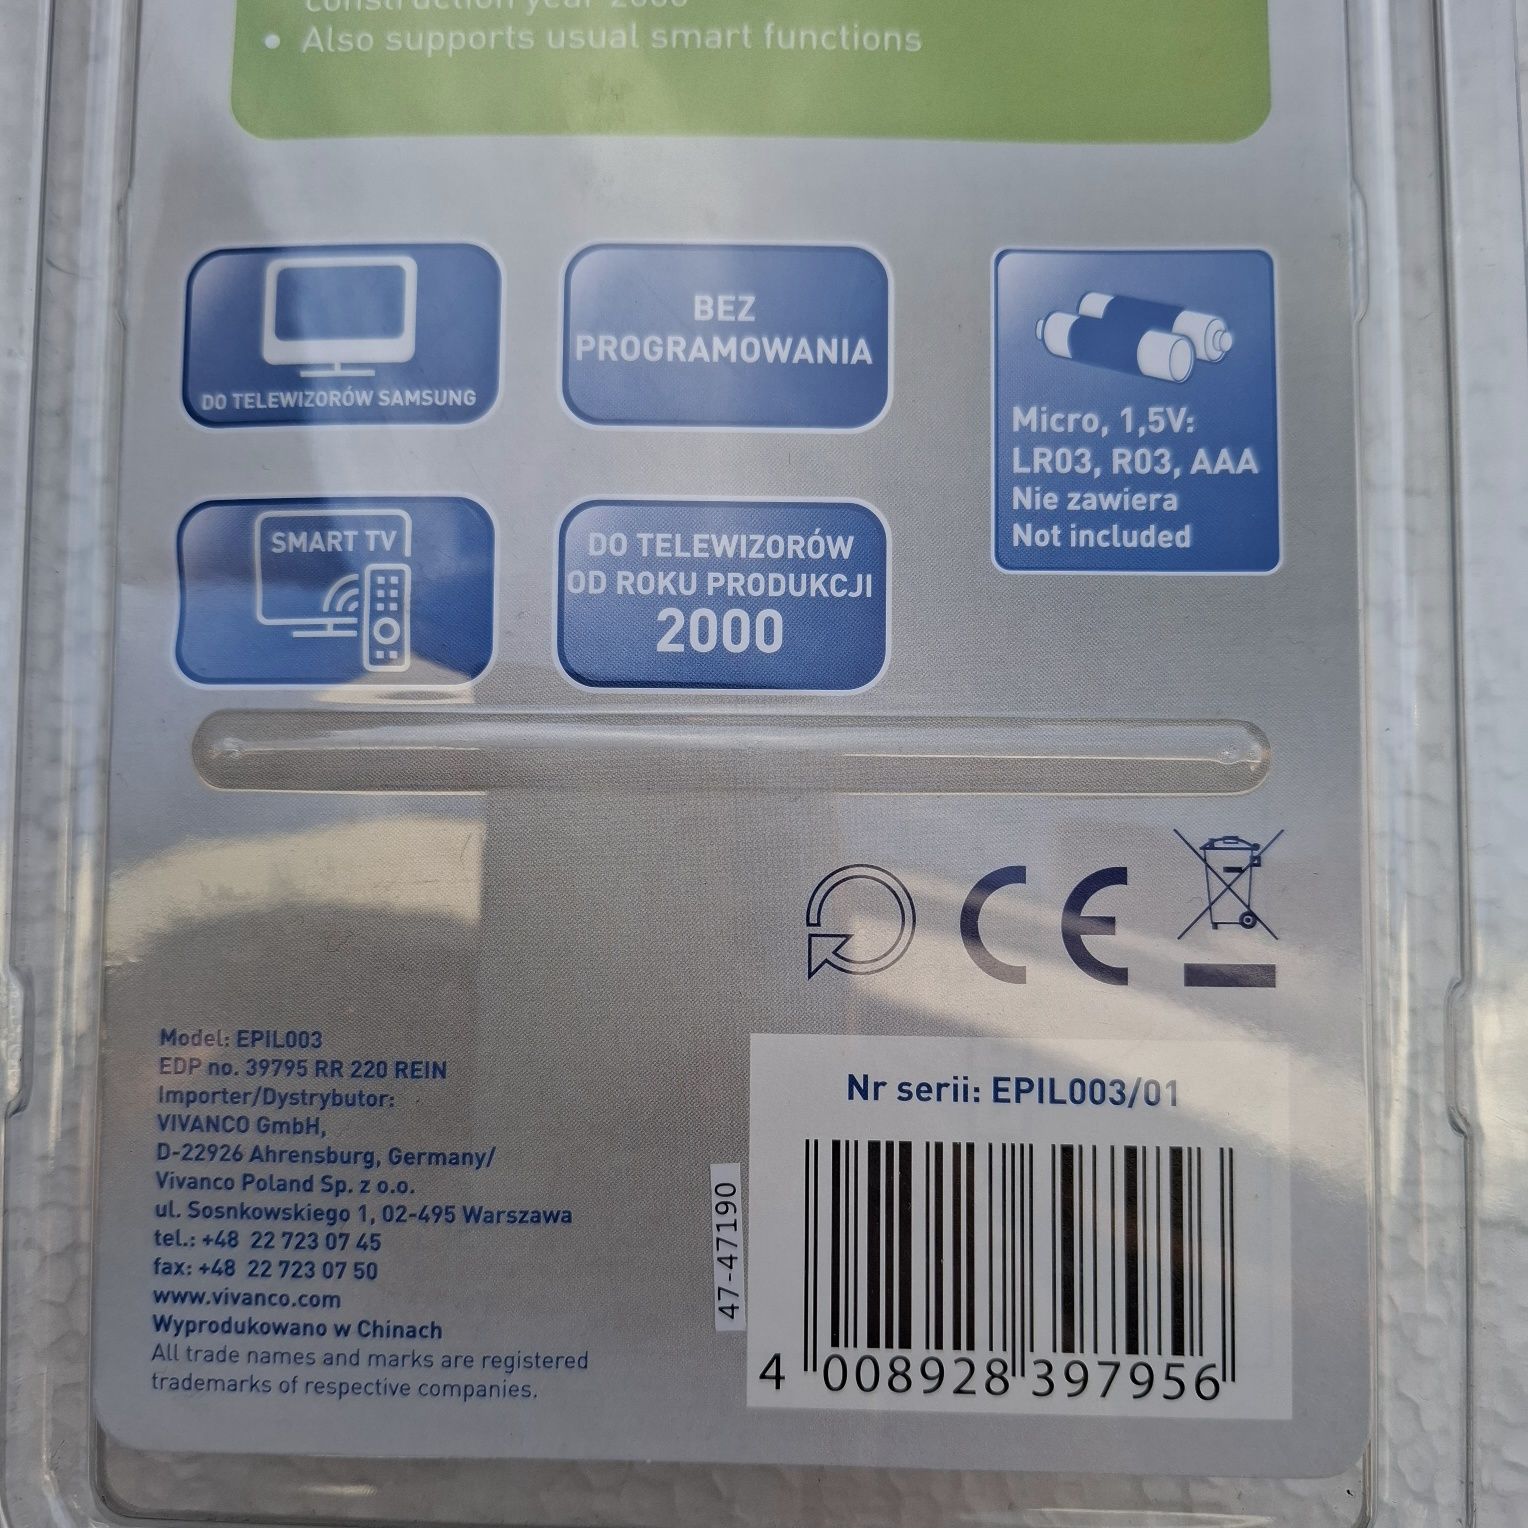 construction year 2000
• Also supports usual smart functions
DO TELEWIZORÓW SAMSUNG
BEZ
PROGRAMOWANIA
Micro, 1,5V:
LR03, R03, AAA
Nie zawiera
Not included
SMART TV
DO TELEWIZORÓW
OD ROKU PRODUKCJI
2000
CE
Model: EPIL003
EDP no. 39795 RR 220 REIN
Importer/Dystrybutor:
VIVANCO GmbH,
D-22926 Ahrensburg, Germany/
Vivanco Poland Sp. z o.o.
ul. Sosnkowskiego 1, 02-495 Warszawa
tel.: +48 22 723 07 45
fax: +48 22 723 07 50
www.vivanco.com
Wyprodukowano w Chinach
All trade names and marks are registered
trademarks of respective companies.
47-47190
Nr serii: EPIL003/01
4 008928 397956